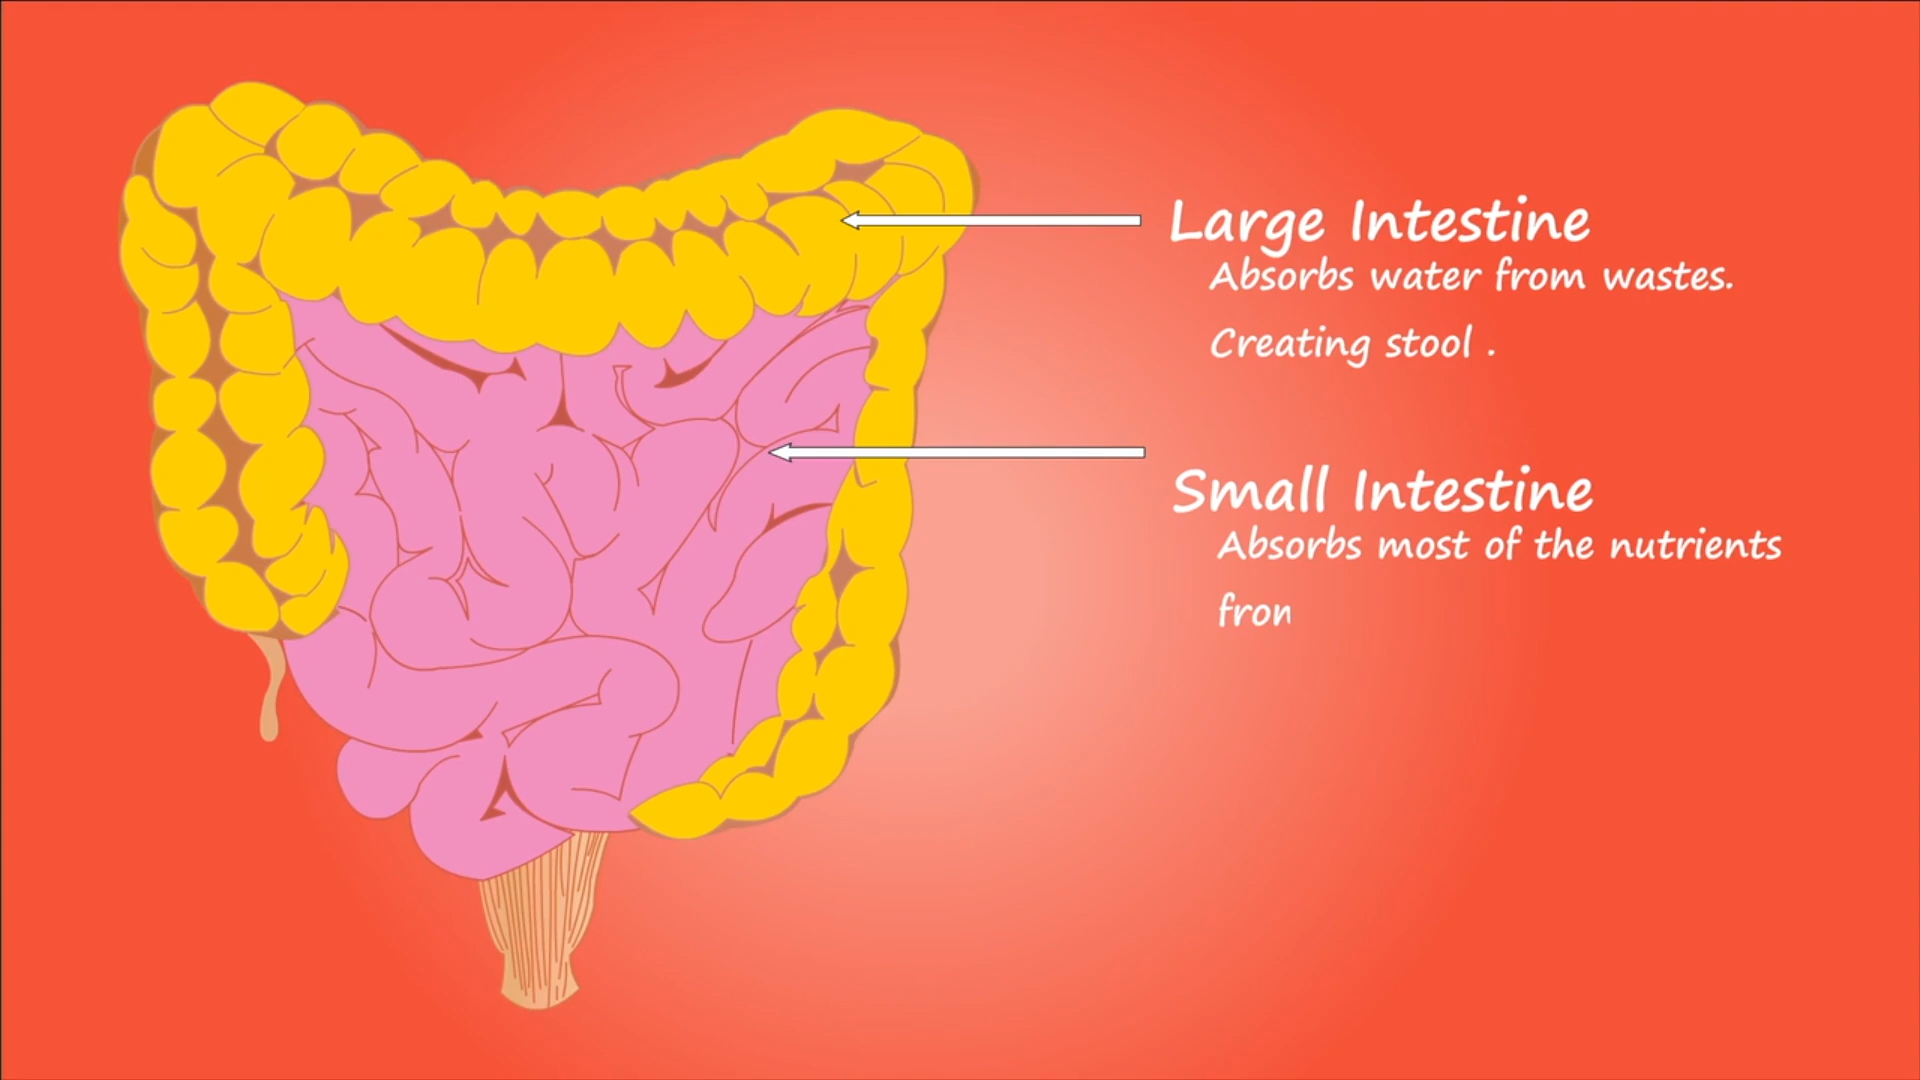 Large Intestine
Absorbs water from wastes.
Creating stool .
Small Intestine
Absorbs most of the nutrients
fron